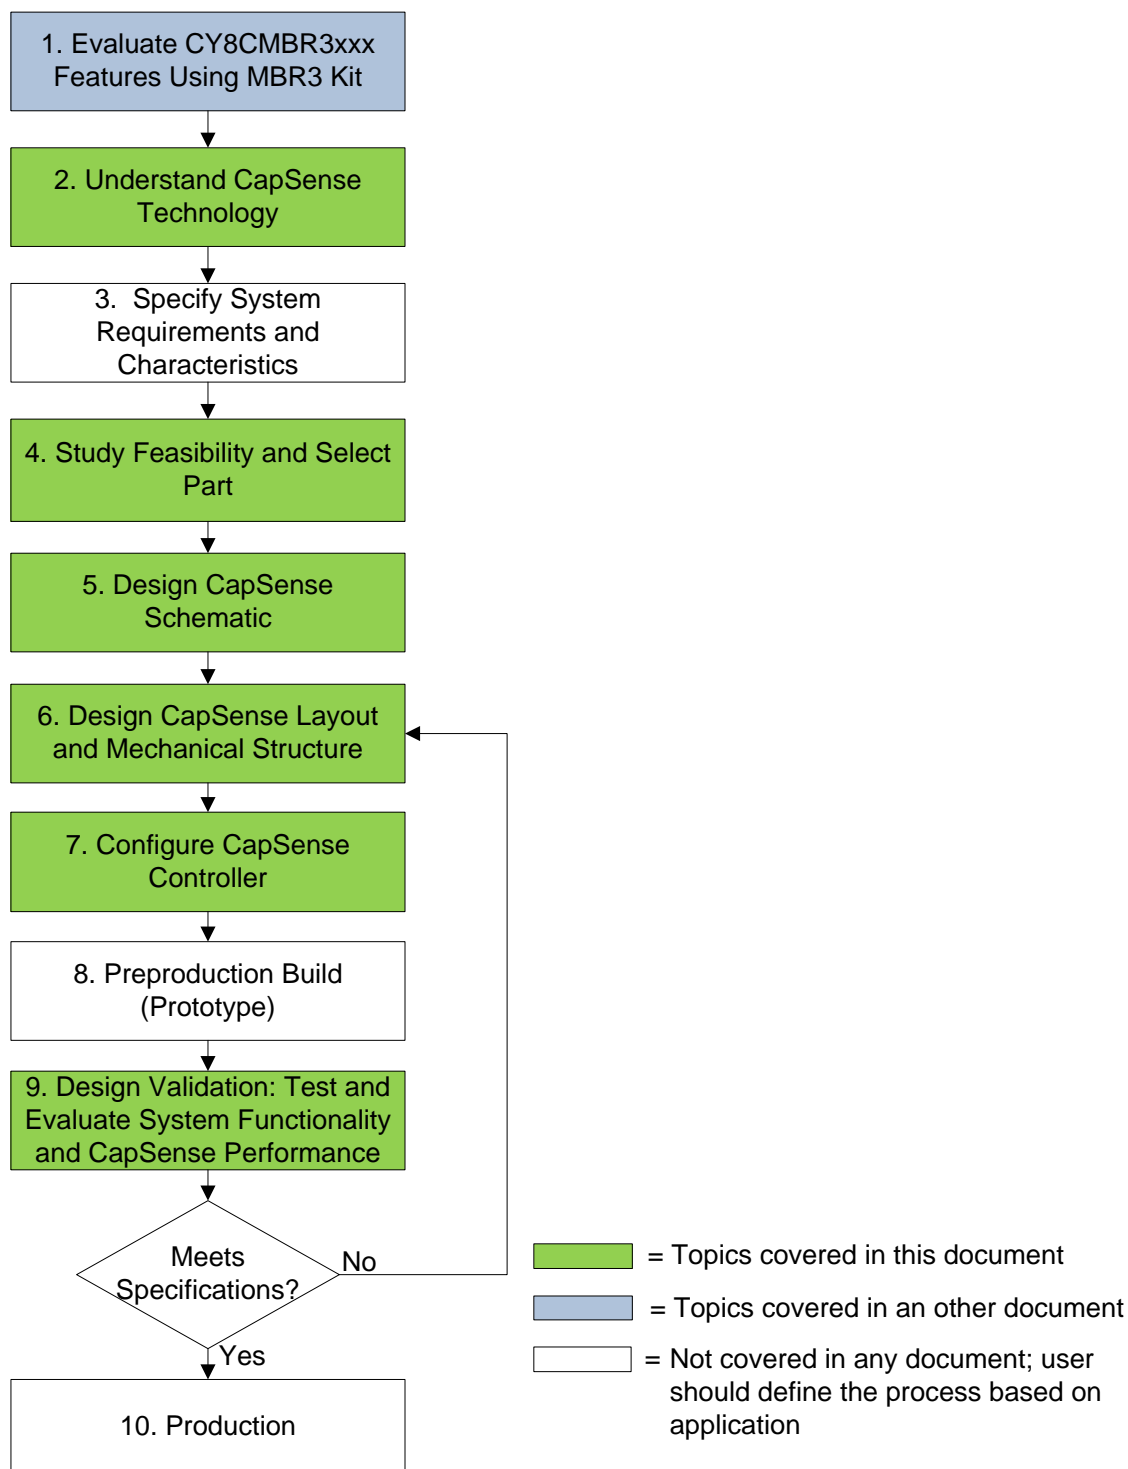 1. Evaluate CY8CMBR3xxx
Features Using MBR3 Kit
2. Understand CapSense
Technology
3.  Specify System
Requirements and
Characteristics
4. Study Feasibility and Select
Part
5. Design CapSense
Schematic
6. Design CapSense Layout
and Mechanical Structure
7. Configure CapSense
Controller
8. Preproduction Build
(Prototype)
9. Design Validation: Test and
Evaluate System Functionality
and CapSense Performance
Meets
Specifications?
No
Yes
10. Production
= Topics covered in this document
= Topics covered in an other document
= Not covered in any document; user
should define the process based on
application